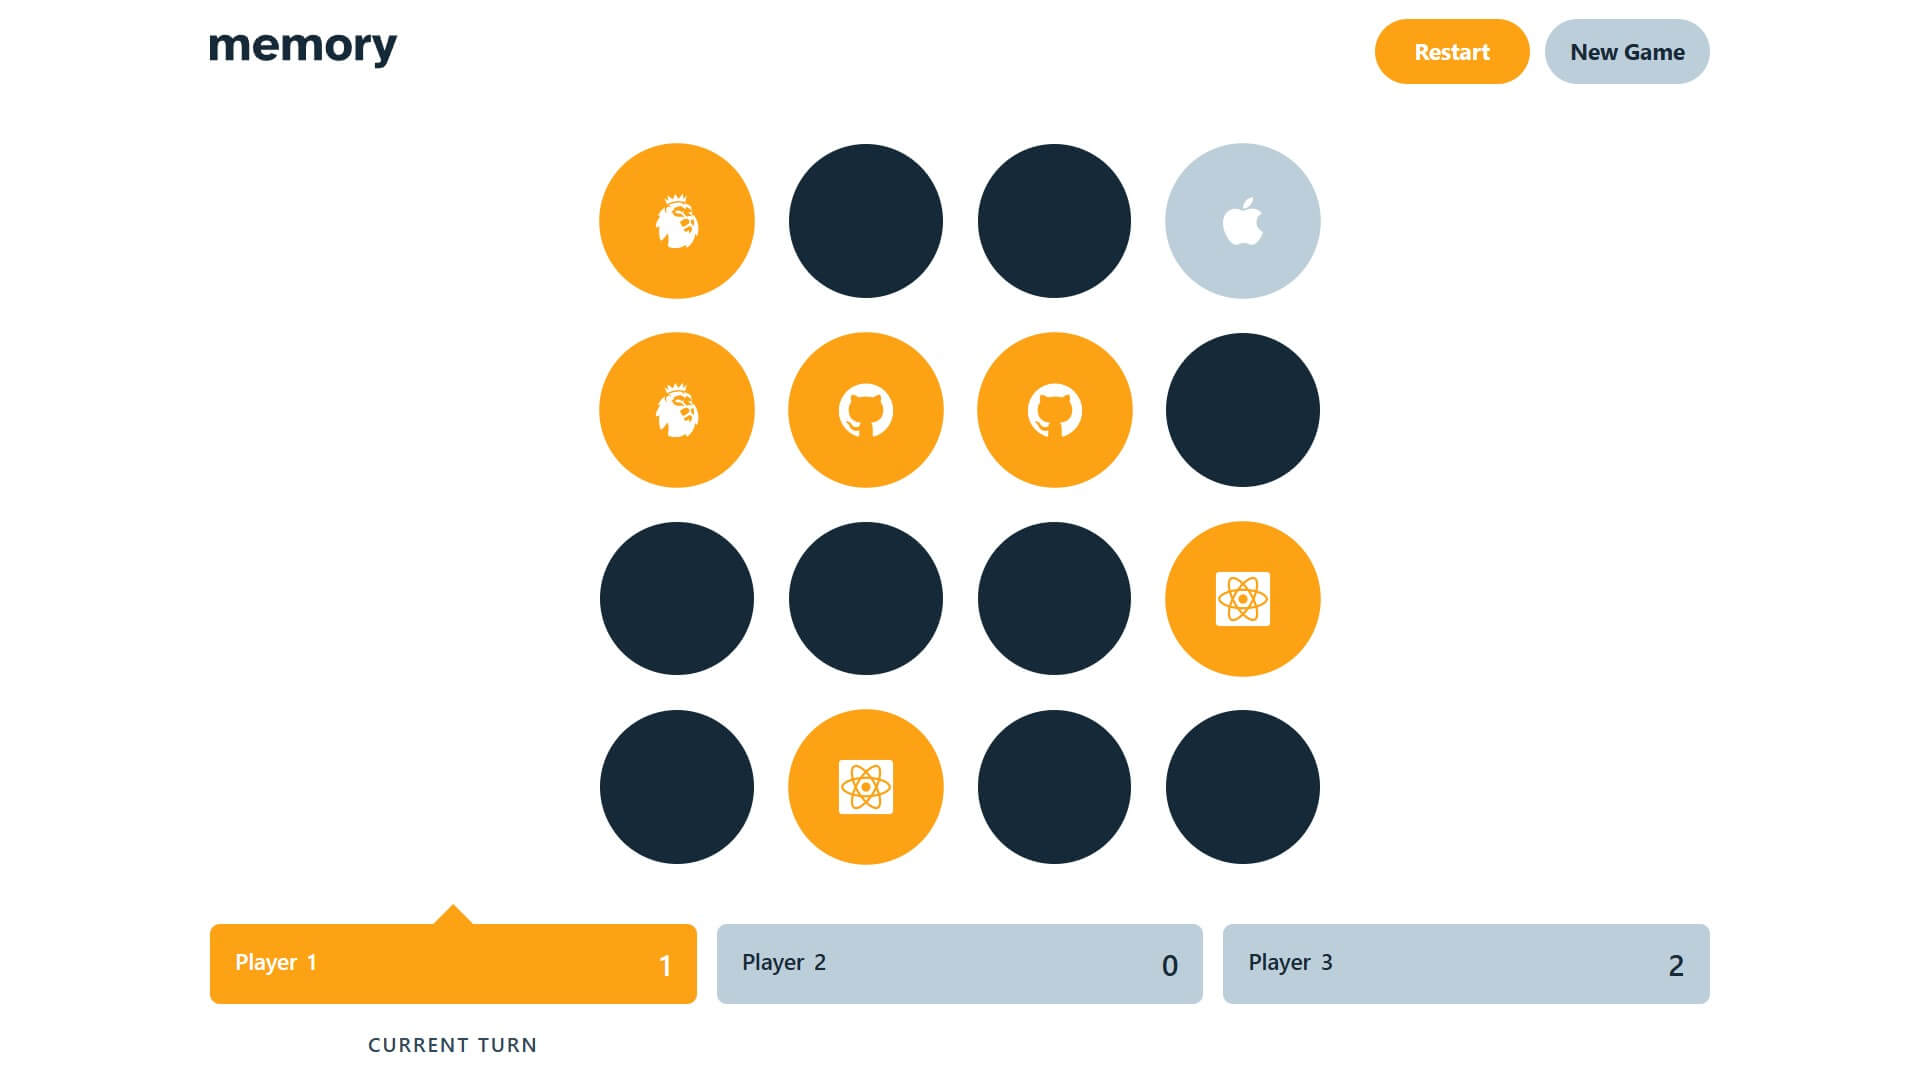 memory
Restart
New Game
Player 1
1
Player 2
0
Player 3
2
CURRENT TURN